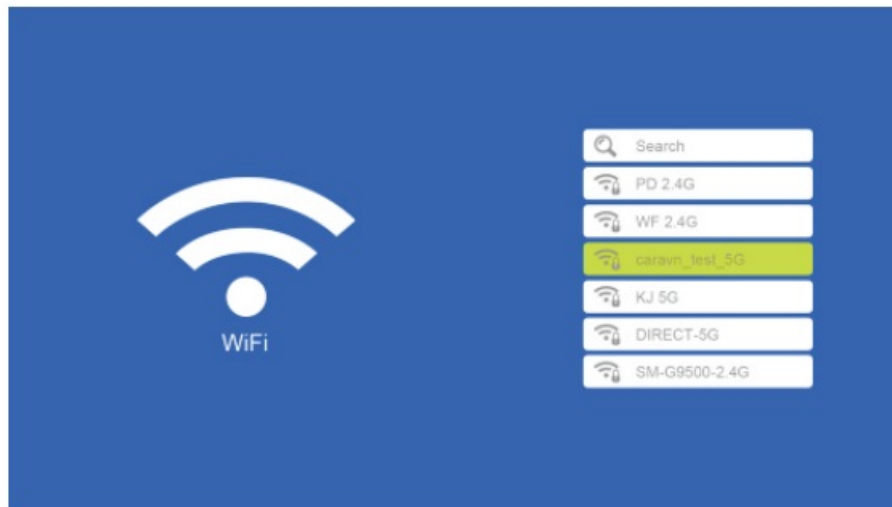 WiFi
Search
PD 2.4G
WF 2.4G
caravn_test_5G
KJ 5G
DIRECT-5G
SM-G9500-2.4G